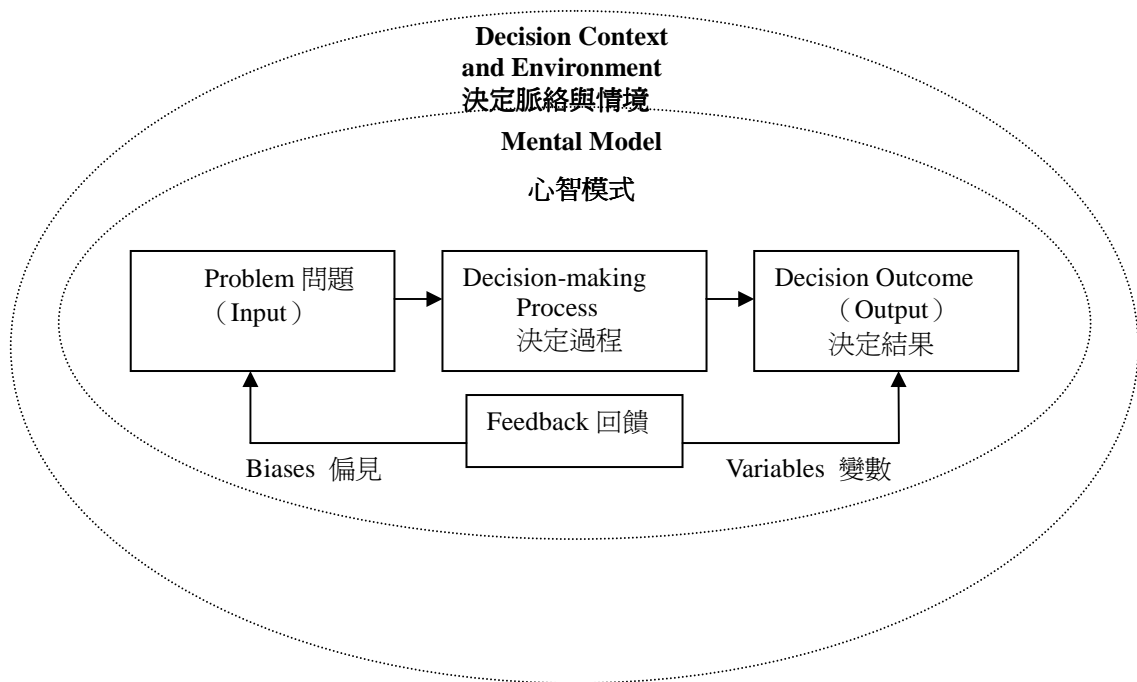 Decision Context
and Environment
決定脈絡與情境
Mental Model
心智模式
Problem 問題
（Input）
Decision-making
Process
決定過程
Decision Outcome
（Output）
決定結果
Feedback 回饋
Biases 偏見
Variables 變數